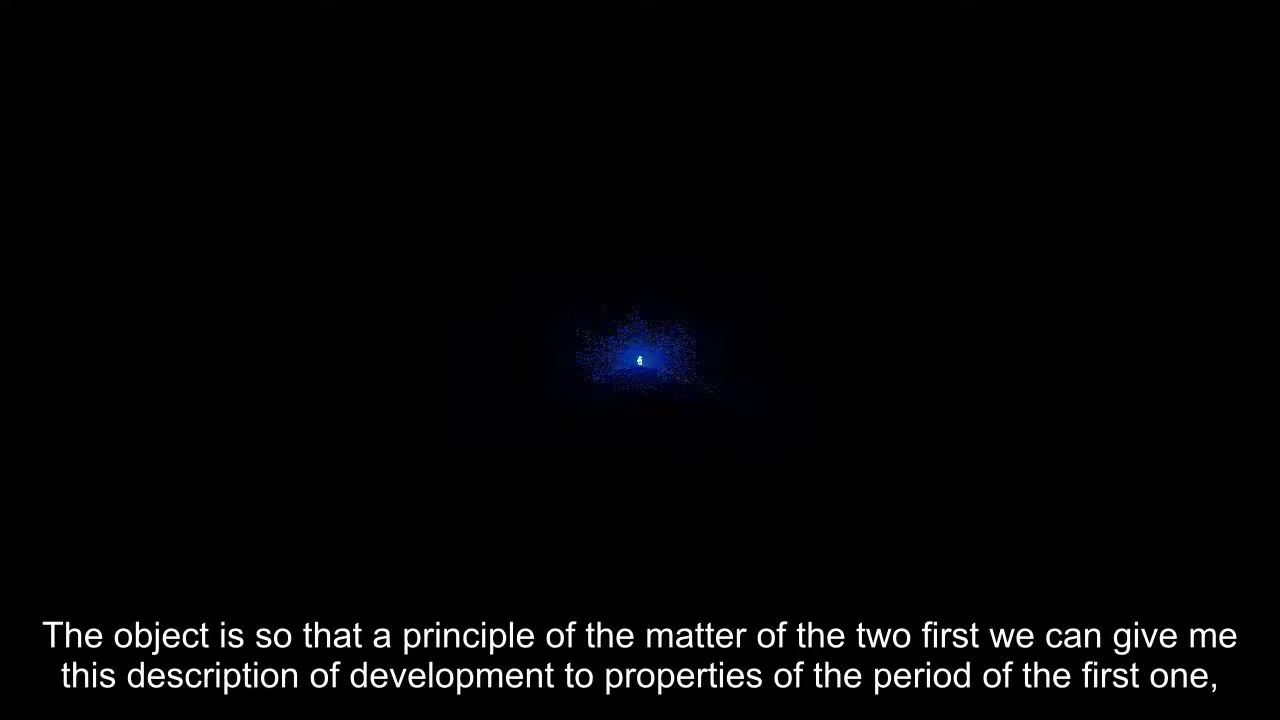 The object is so that a principle of the matter of the two first we can give me
this description of development to properties of the period of the first one,